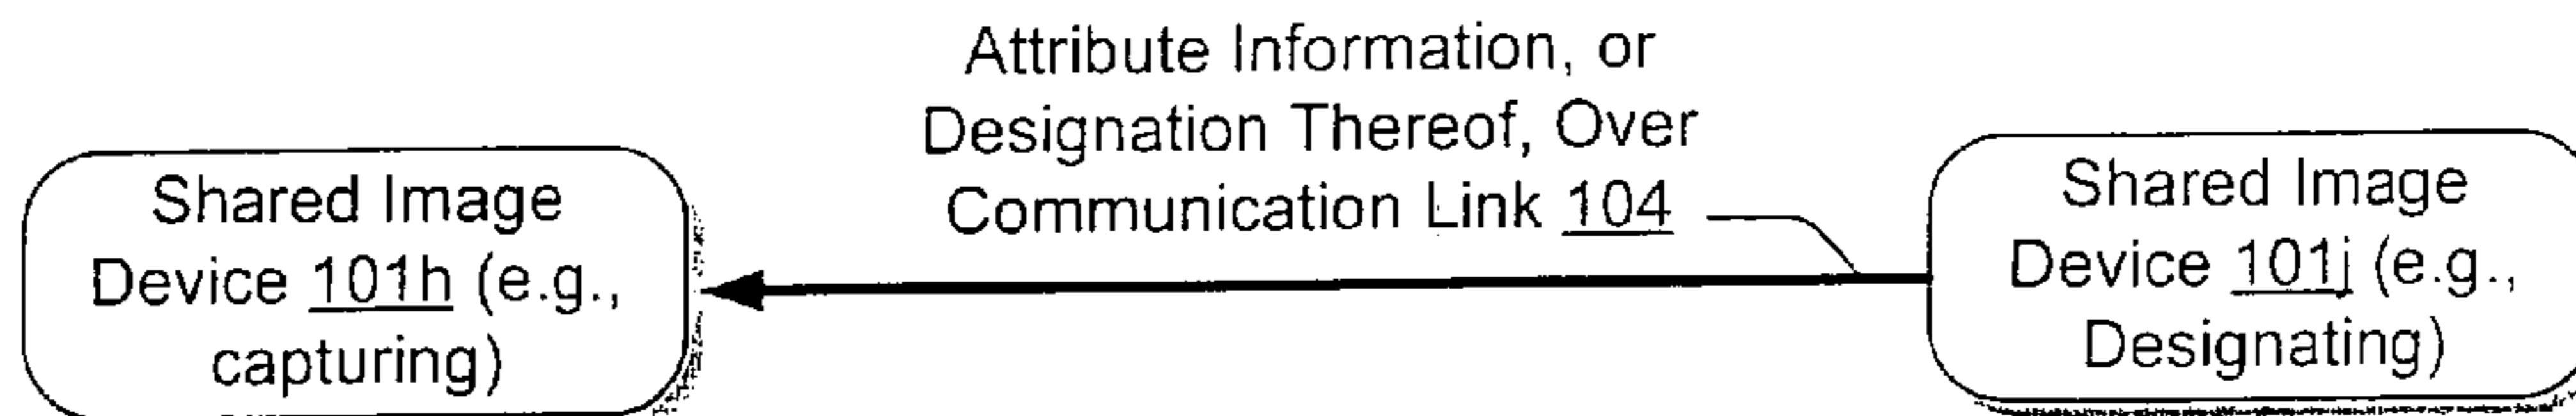 Attribute Information, or
Designation Thereof, Over
Communication Link 104
Shared Image
Device 101h (e.g.,
capturing)
Shared Image
Device 101j (e.g.,
Designating)